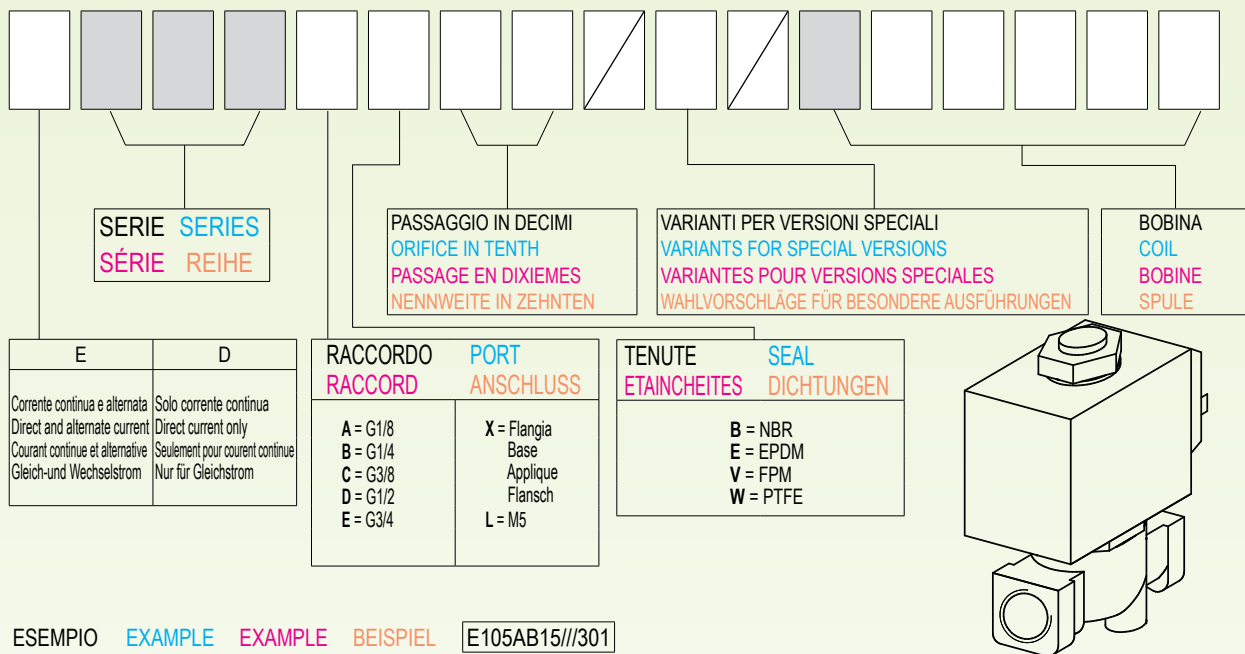 SERIE SERIES
SÉRIE REIHE
PASSAGGIO IN DECIMI
ORIFICE IN TENTH
PASSAGE EN DIXIEMES
NENNWEITE IN ZEHNTEN
VARIANTI PER VERSIONI SPECIALI
VARIANTS FOR SPECIAL VERSIONS
VARIANTES POUR VERSIONS SPECIALES
WAHLVORSCHLÄGE FÜR BESONDERE AUSFÜHRUNGEN
BOBINA
COIL
BOBINE
SPULE
E
Corrente continua e alternata
Direct and alternate current
Courant continue et alternative
Gleich-und Wechselstrom
D
Solo corrente continua
Direct current only
Seulement pour courent continue
Nur für Gleichstrom
RACCORDO PORT
RACCORD ANSCHLUSS
A = G1/8
B = G1/4
C = G3/8
D = G1/2
E = G3/4
X = Flangia
Base
Applique
Flansch
L = M5
TENUTE SEAL
ETAINCHEITES DICHTUNGEN
B = NBR
E = EPDM
V = FPM
W = PTFE
ESEMPIO EXAMPLE EXAMPLE BEISPIEL E105AB15///301